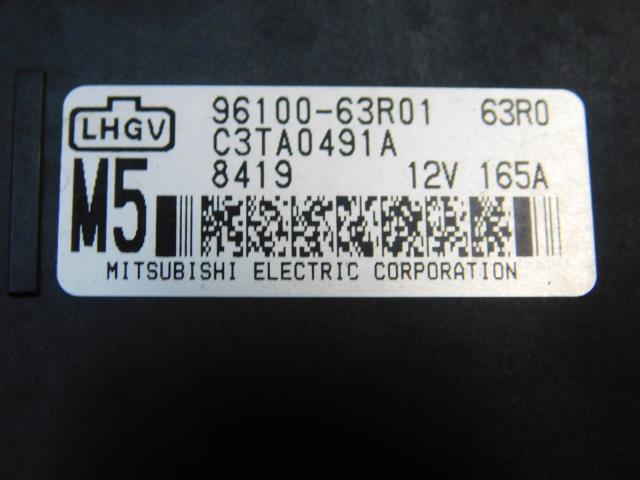 96100-63R01 63R0
LHGV
C3TA0491A
M5
8419 12V 165A
MITSUBISHI ELECTRIC CORPORATION